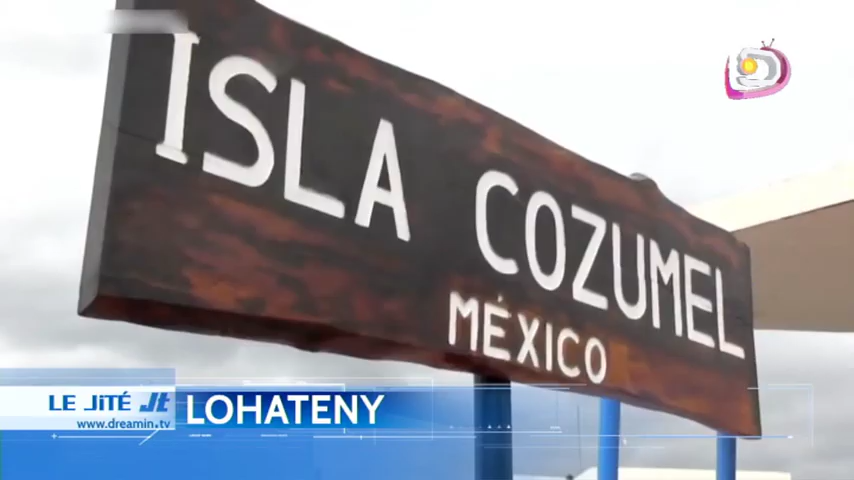 ISLA COZUMEL
MÉXICO
LE JITÉ Jt
LOHATENY
www.dreamin.tv